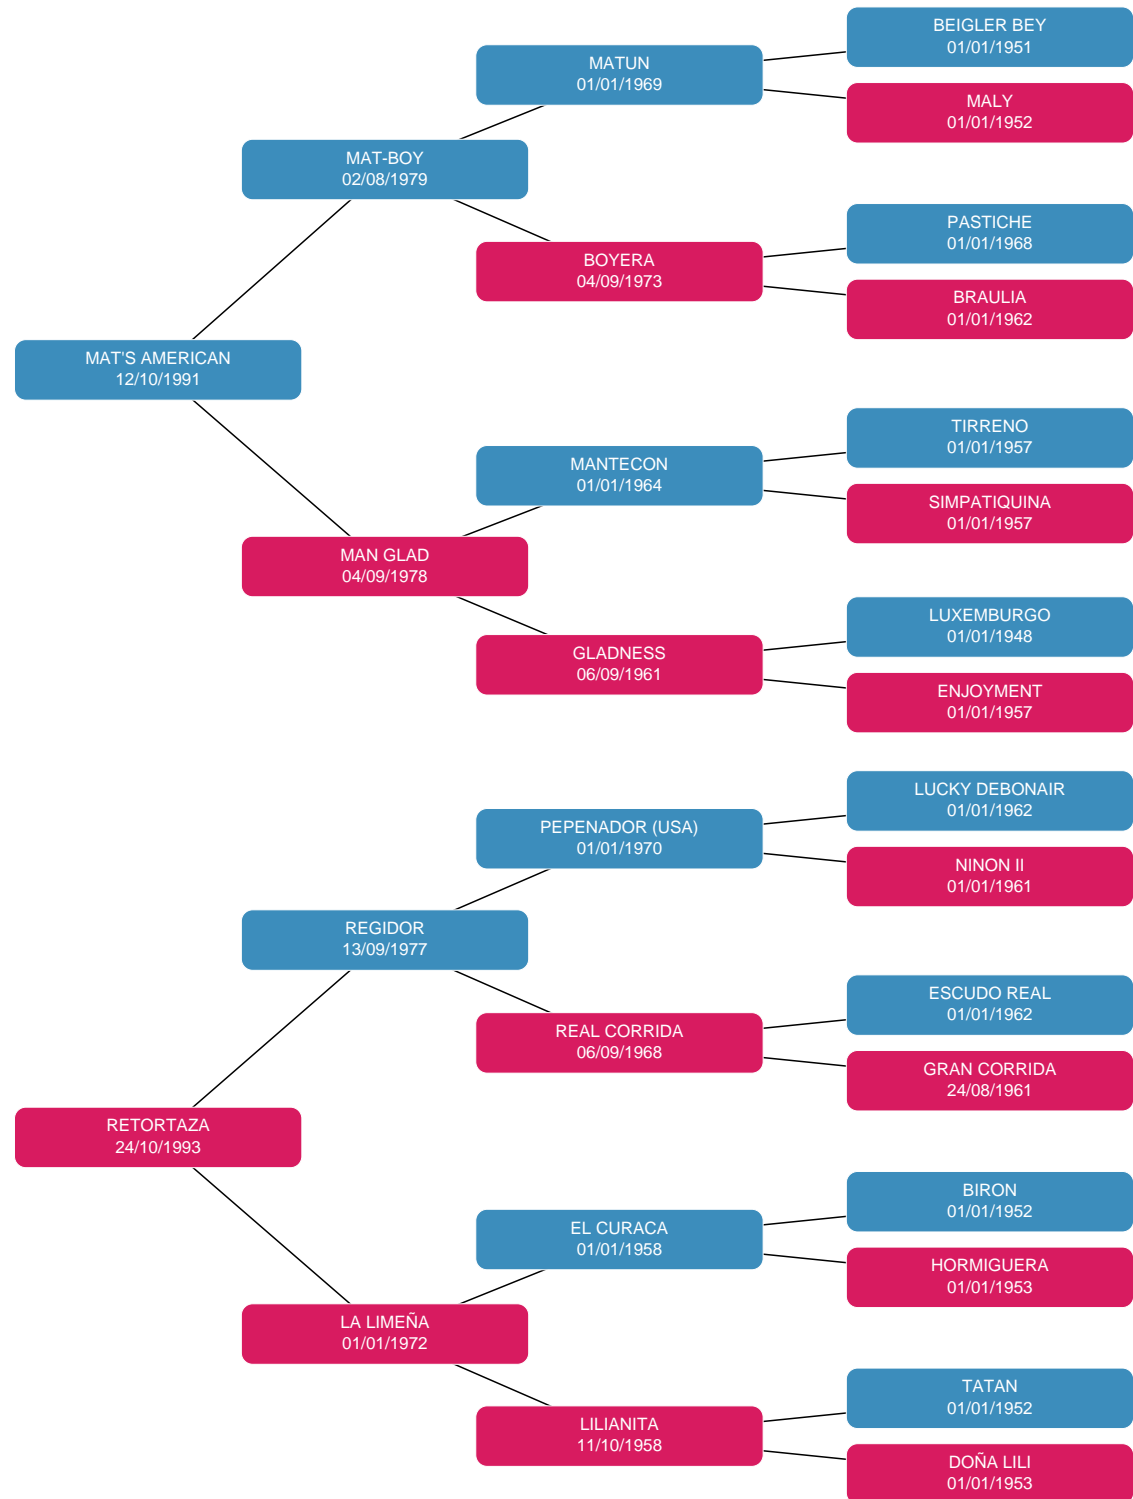 BEIGLER BEY
01/01/1951
MATUN
01/01/1969
MALY
01/01/1952
MAT-BOY
02/08/1979
PASTICHE
01/01/1968
BOYERA
04/09/1973
BRAULIA
01/01/1962
MAT'S AMERICAN
12/10/1991
TIRRENO
01/01/1957
MANTECON
01/01/1964
SIMPATIQUINA
01/01/1957
MAN GLAD
04/09/1978
LUXEMBURGO
01/01/1948
GLADNESS
06/09/1961
ENJOYMENT
01/01/1957
LUCKY DEBONAIR
01/01/1962
PEPENADOR (USA)
01/01/1970
NINON II
01/01/1961
REGIDOR
13/09/1977
ESCUDO REAL
01/01/1962
REAL CORRIDA
06/09/1968
GRAN CORRIDA
24/08/1961
RETORTAZA
24/10/1993
BIRON
01/01/1952
EL CURACA
01/01/1958
HORMIGUERA
01/01/1953
LA LIMEÑA
01/01/1972
TATAN
01/01/1952
LILIANITA
11/10/1958
DOÑA LILI
01/01/1953